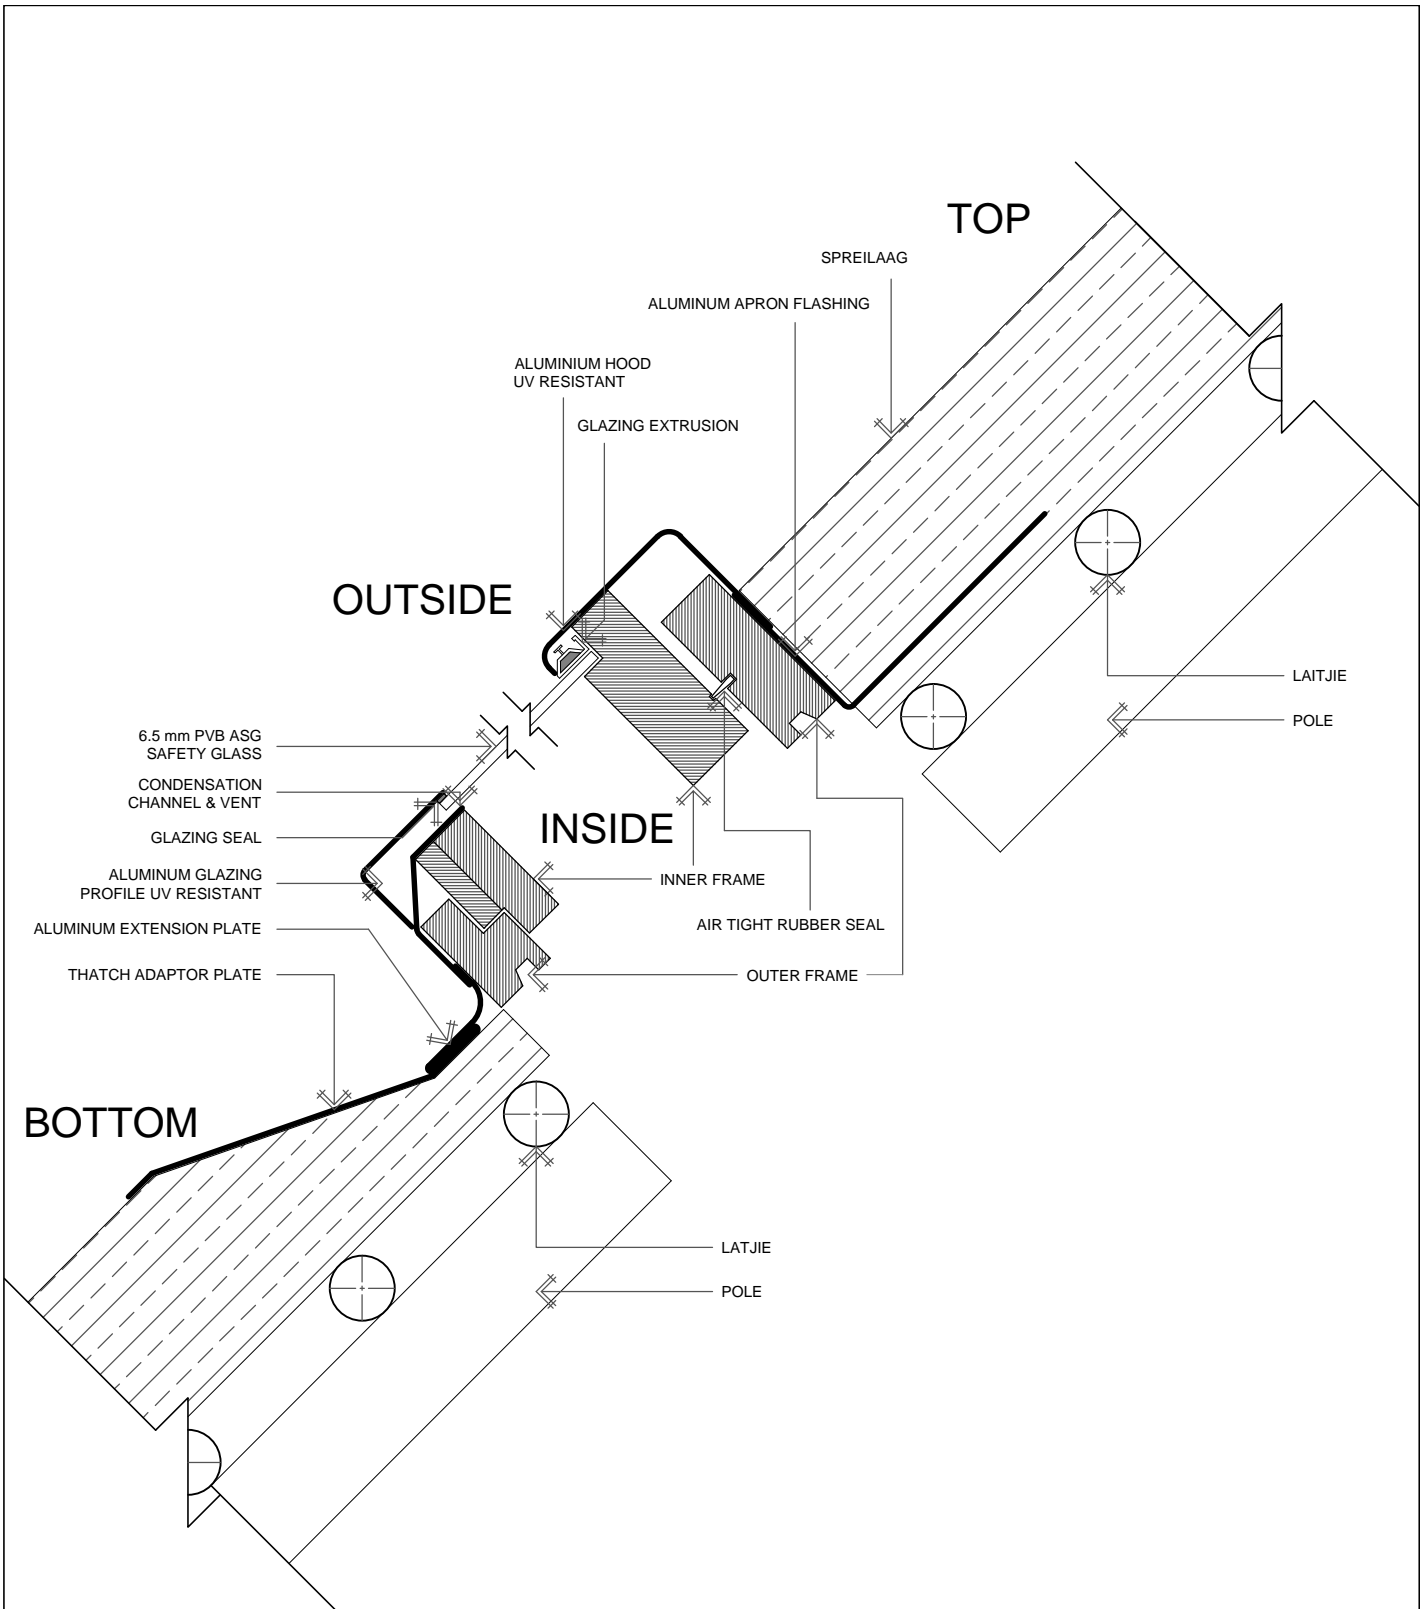 TOP
SPREILAAG
ALUMINUM APRON FLASHING
ALUMINIUM HOOD
UV RESISTANT
GLAZING EXTRUSION
OUTSIDE
LAITJIE
POLE
6.5 mm PVB ASG
SAFETY GLASS
CONDENSATION
CHANNEL & VENT
GLAZING SEAL
ALUMINUM GLAZING
PROFILE UV RESISTANT
ALUMINUM EXTENSION PLATE
THATCH ADAPTOR PLATE
INSIDE
INNER FRAME
AIR TIGHT RUBBER SEAL
OUTER FRAME
BOTTOM
LATJIE
POLE